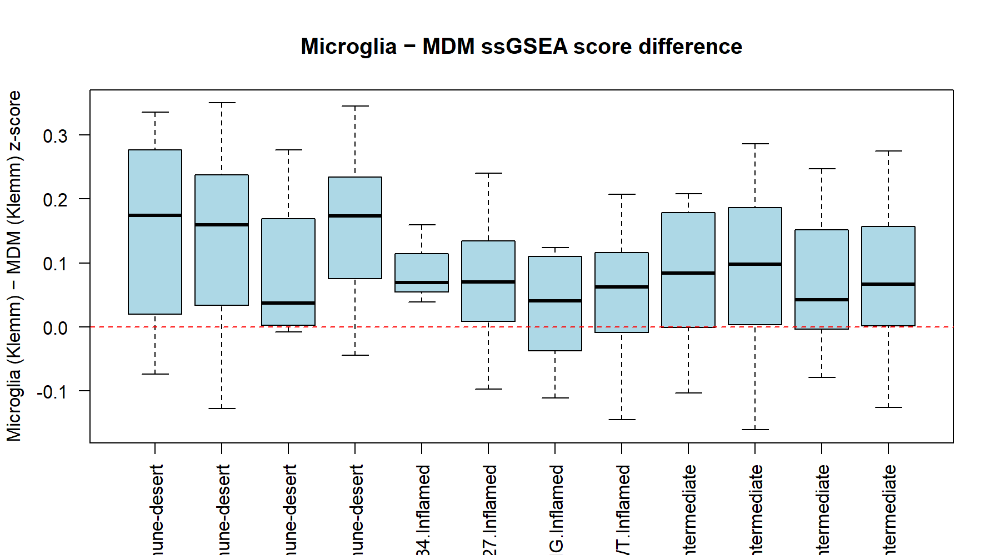 Microglia − MDM ssGSEA score difference
Microglia (Klemm) − MDM (Klemm) z-score
0.3
0.2
0.1
0.0
-0.1
mune-desert
mune-desert
mune-desert
mune-desert
34.Inflamed
27.Inflamed
IG.Inflamed
VT.Inflamed
ntermediate
ntermediate
ntermediate
ntermediate